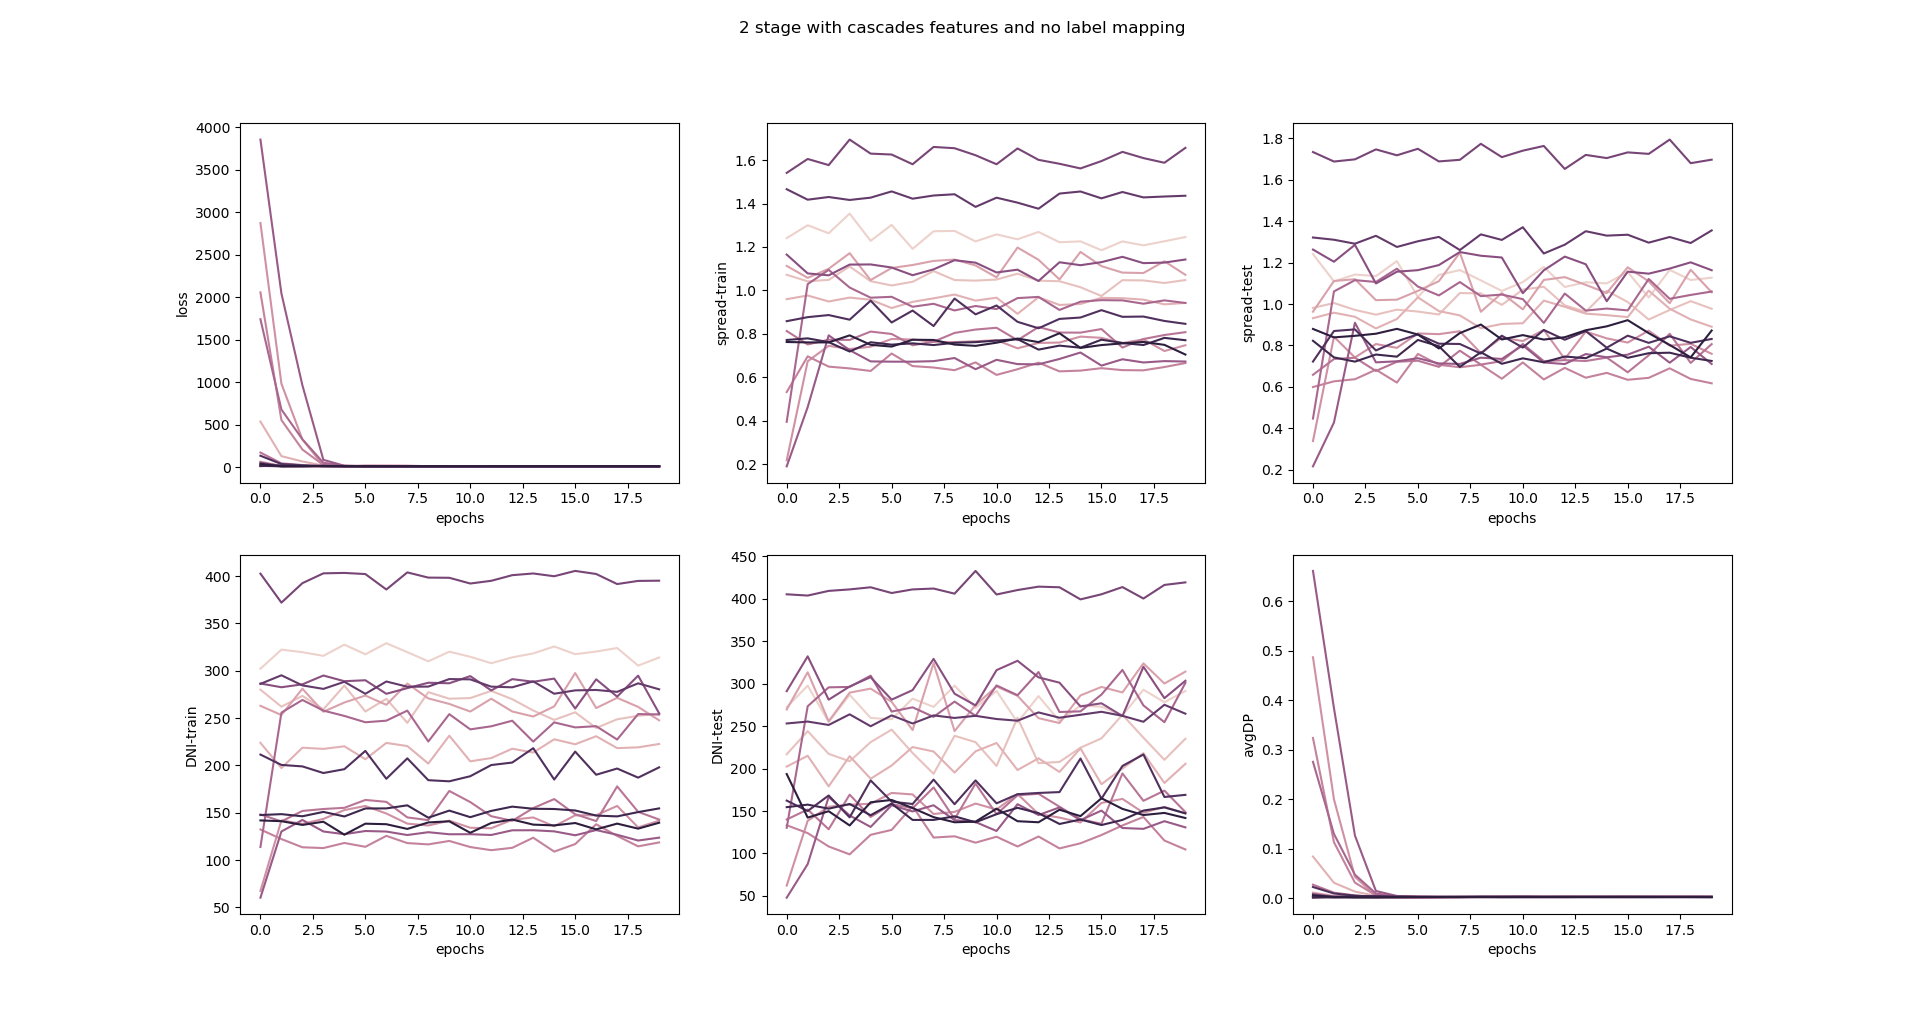 2 stage with cascades features and no label mapping
4000
3500
3000
2500
2000
1500
1000
500
0
loss
0.0 2.5 5.0 7.5 10.0 12.5 15.0 17.5
epochs
1.6
1.4
1.2
1.0
0.8
0.6
0.4
0.2
spread-train
0.0 2.5 5.0 7.5 10.0 12.5 15.0 17.5
epochs
1.8
1.6
1.4
1.2
1.0
0.8
0.6
0.4
0.2
spread-test
0.0 2.5 5.0 7.5 10.0 12.5 15.0 17.5
epochs
400
350
300
250
200
150
100
50
DNI-train
0.0 2.5 5.0 7.5 10.0 12.5 15.0 17.5
epochs
450
400
350
300
250
200
150
100
50
DNI-test
0.0 2.5 5.0 7.5 10.0 12.5 15.0 17.5
epochs
0.6
0.5
0.4
0.3
0.2
0.1
0.0
avgDP
0.0 2.5 5.0 7.5 10.0 12.5 15.0 17.5
epochs